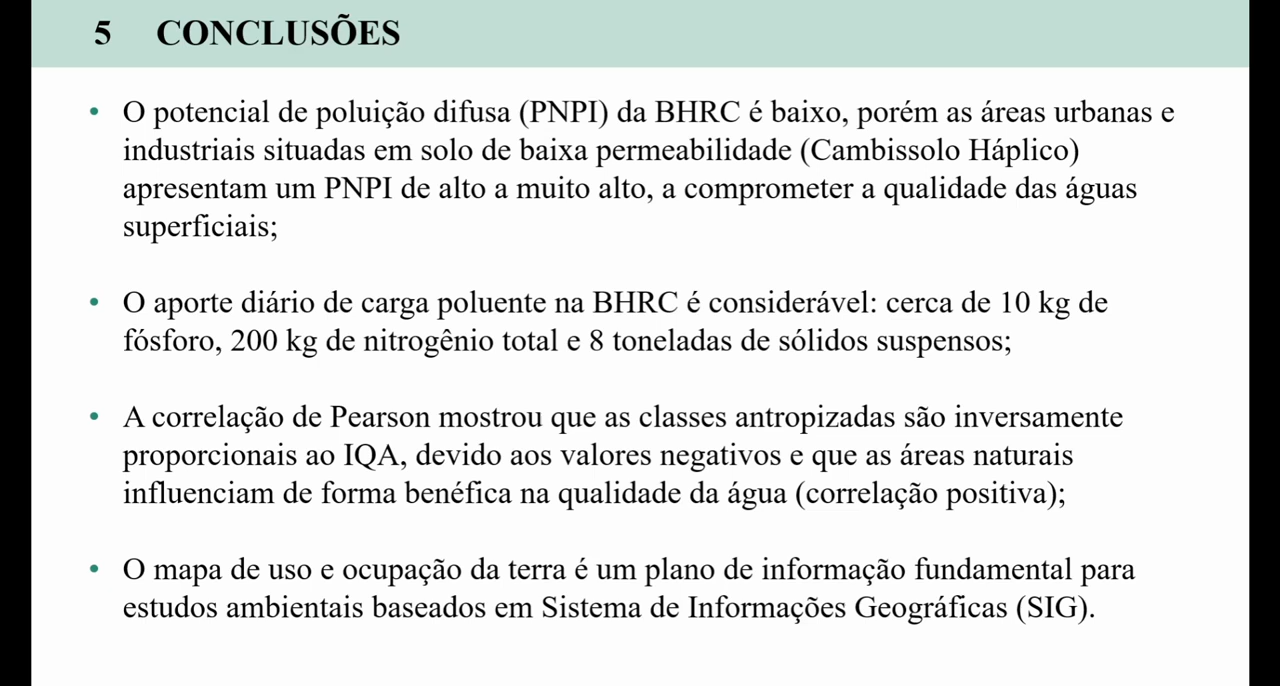 5 CONCLUSÕES
• O potencial de poluição difusa (PNPI) da BHRC é baixo, porém as áreas urbanas e
industriais situadas em solo de baixa permeabilidade (Cambissolo Háplico)
apresentam um PNPI de alto a muito alto, a comprometer a qualidade das águas
superficiais;
• O aporte diário de carga poluente na BHRC é considerável: cerca de 10 kg de
fósforo, 200 kg de nitrogênio total e 8 toneladas de sólidos suspensos;
• A correlação de Pearson mostrou que as classes antropizadas são inversamente
proporcionais ao IQA, devido aos valores negativos e que as áreas naturais
influenciam de forma benéfica na qualidade da água (correlação positiva);
• O mapa de uso e ocupação da terra é um plano de informação fundamental para
estudos ambientais baseados em Sistema de Informações Geográficas (SIG).